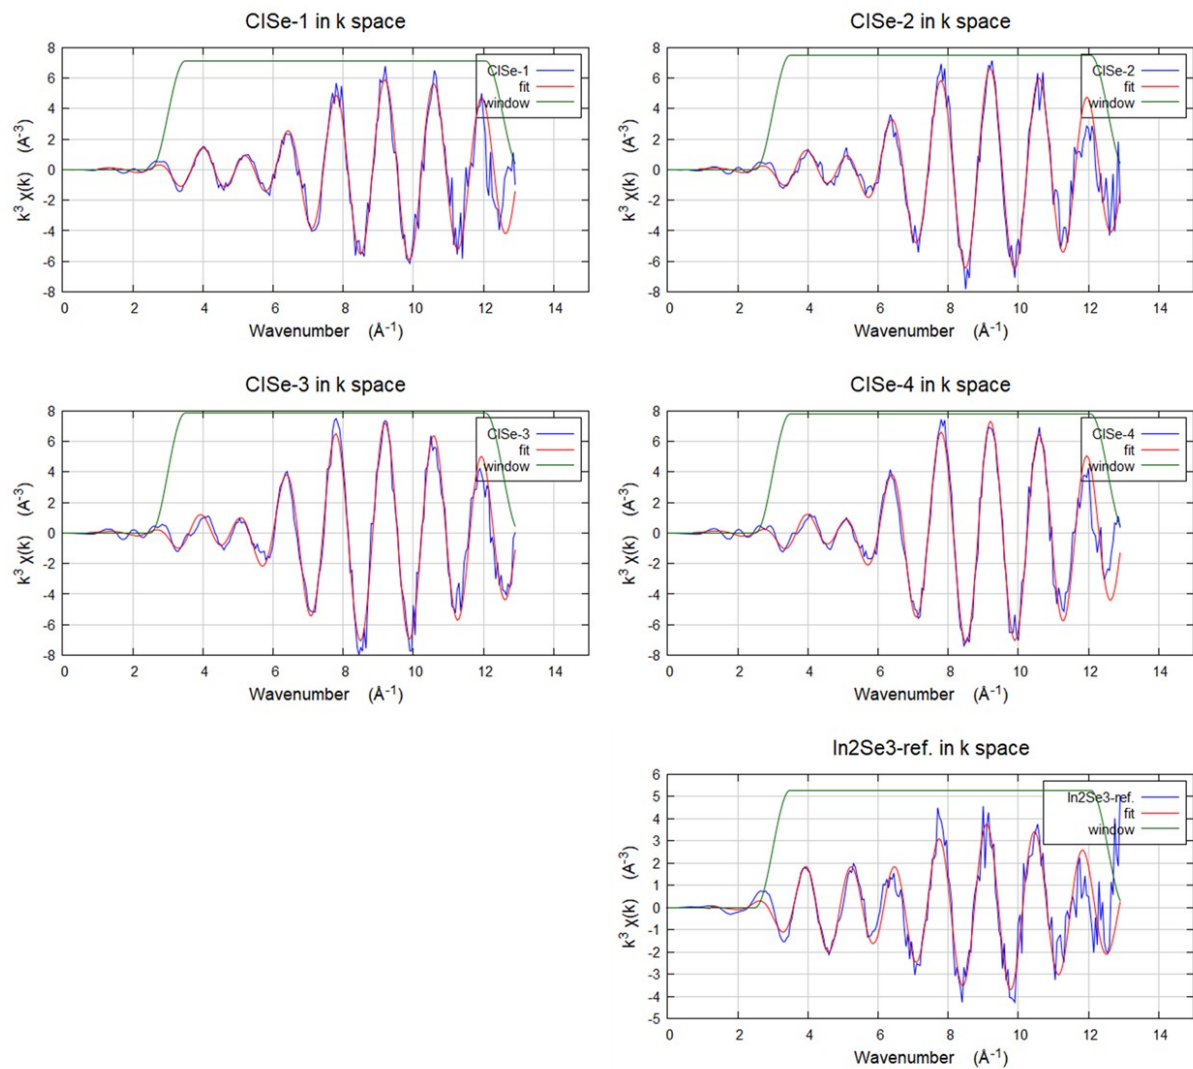 CISe-1 in k space
CISe-1
fit
window
k³ χ(k) (A⁻³)
8
6
4
2
0
-2
-4
-6
-8
0 2 4 6 8 10 12 14
Wavenumber (Å⁻¹)
CISe-2 in k space
CISe-2
fit
window
k³ χ(k) (A⁻³)
8
6
4
2
0
-2
-4
-6
-8
0 2 4 6 8 10 12 14
Wavenumber (Å⁻¹)
CISe-3 in k space
CISe-3
fit
window
k³ χ(k) (A⁻³)
8
6
4
2
0
-2
-4
-6
-8
0 2 4 6 8 10 12 14
Wavenumber (Å⁻¹)
CISe-4 in k space
CISe-4
fit
window
k³ χ(k) (A⁻³)
8
6
4
2
0
-2
-4
-6
-8
0 2 4 6 8 10 12 14
Wavenumber (Å⁻¹)
In2Se3-ref. in k space
In2Se3-ref.
fit
window
k³ χ(k) (A⁻³)
6
5
4
3
2
1
0
-1
-2
-3
-4
-5
0 2 4 6 8 10 12 14
Wavenumber (Å⁻¹)